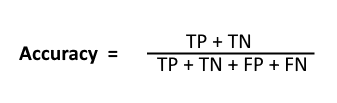 TP + TN
Accuracy =
TP + TN + FP + FN